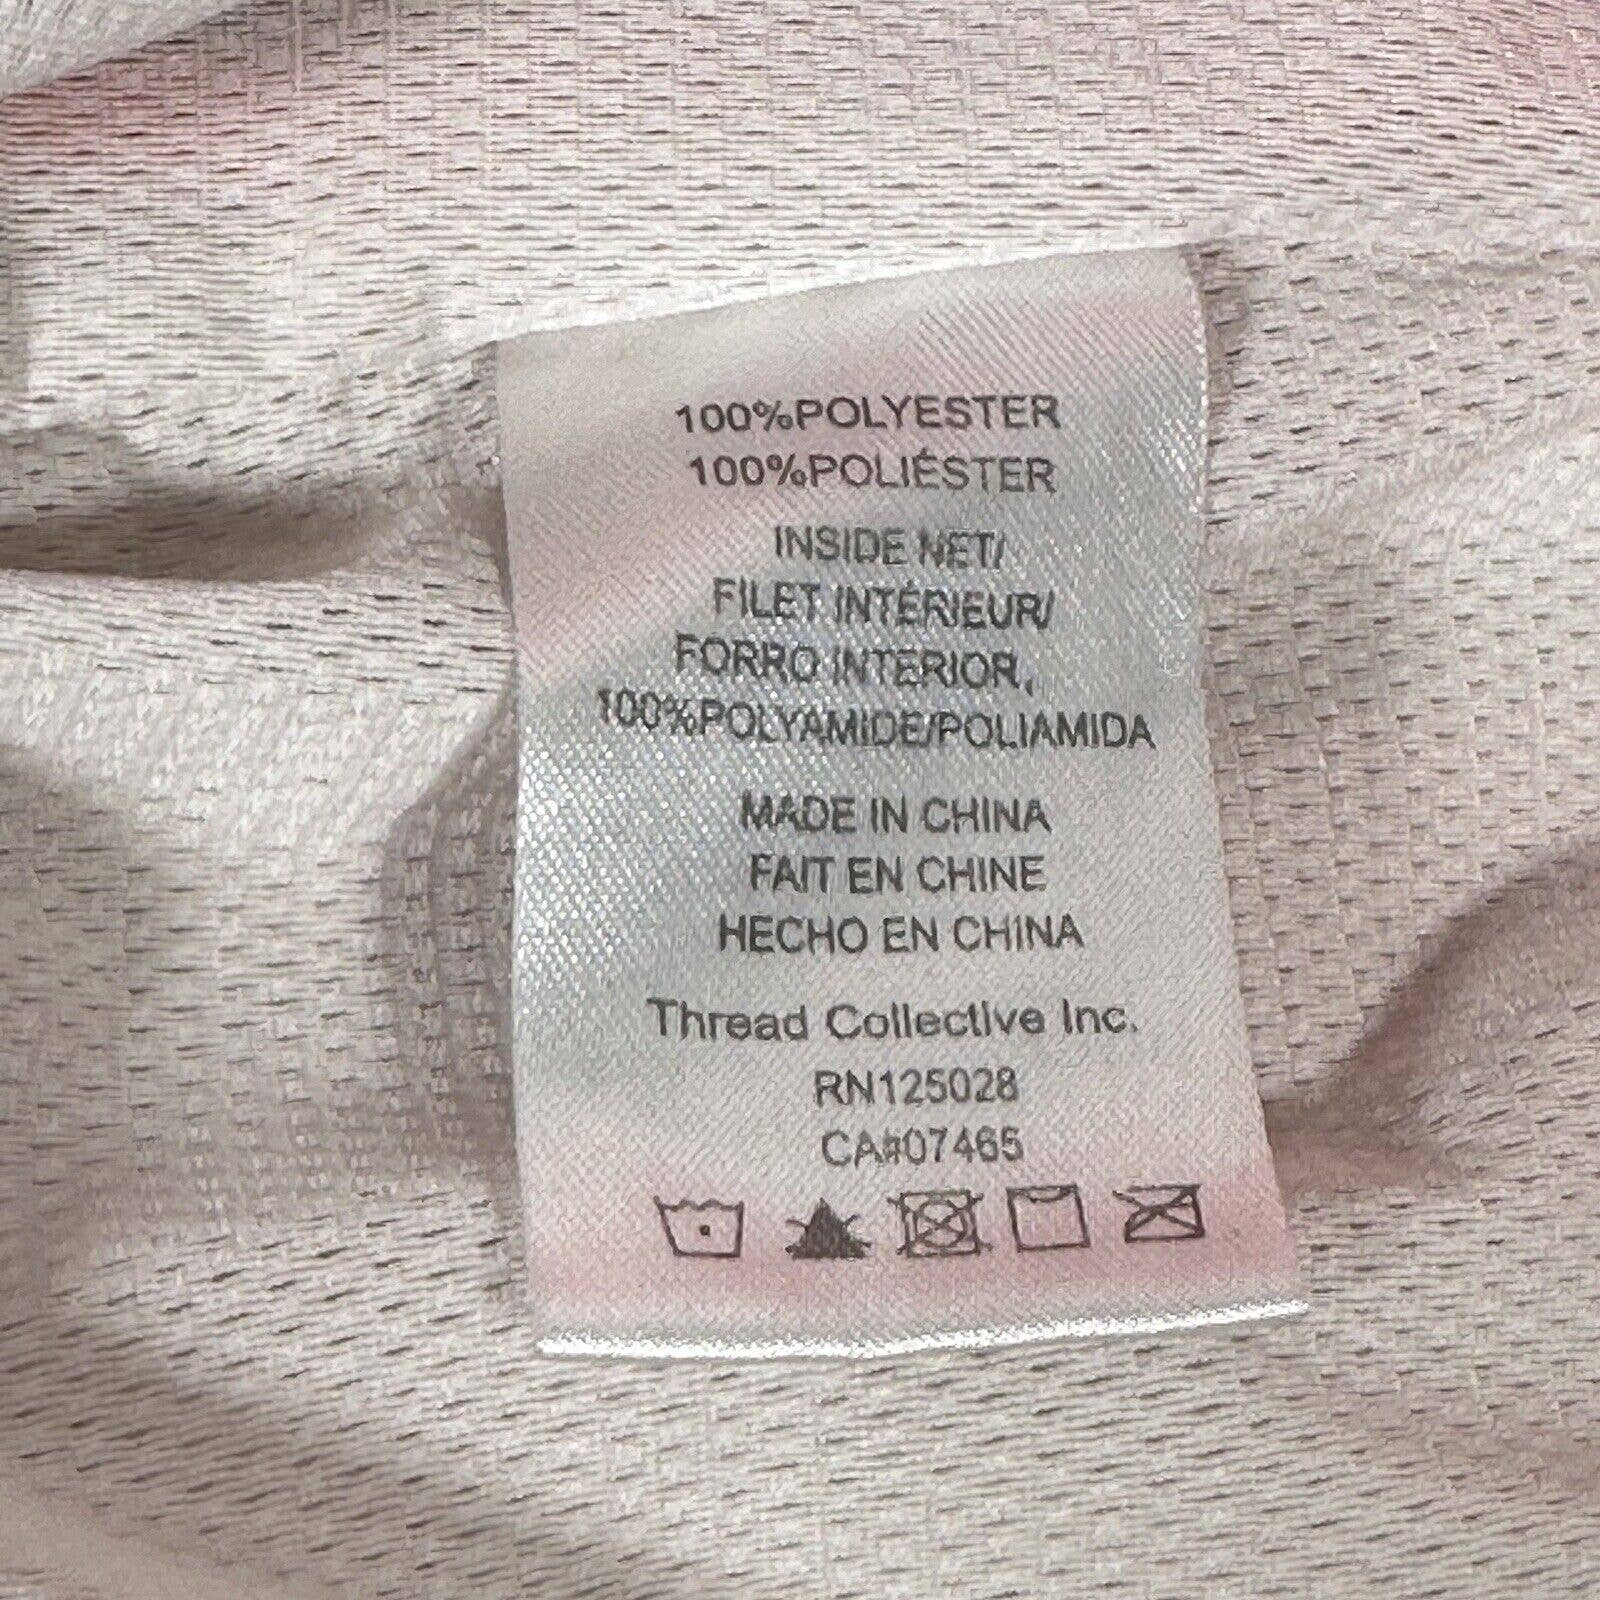 100%POLYESTER
100%POLIÉSTER
INSIDE NET/
FILET INTÉRIEUR/
FORRO INTERIOR,
100%POLYAMIDE/POLIAMIDA
MADE IN CHINA
FAIT EN CHINE
HECHO EN CHINA
Thread Collective Inc.
RN125028
CA#07465